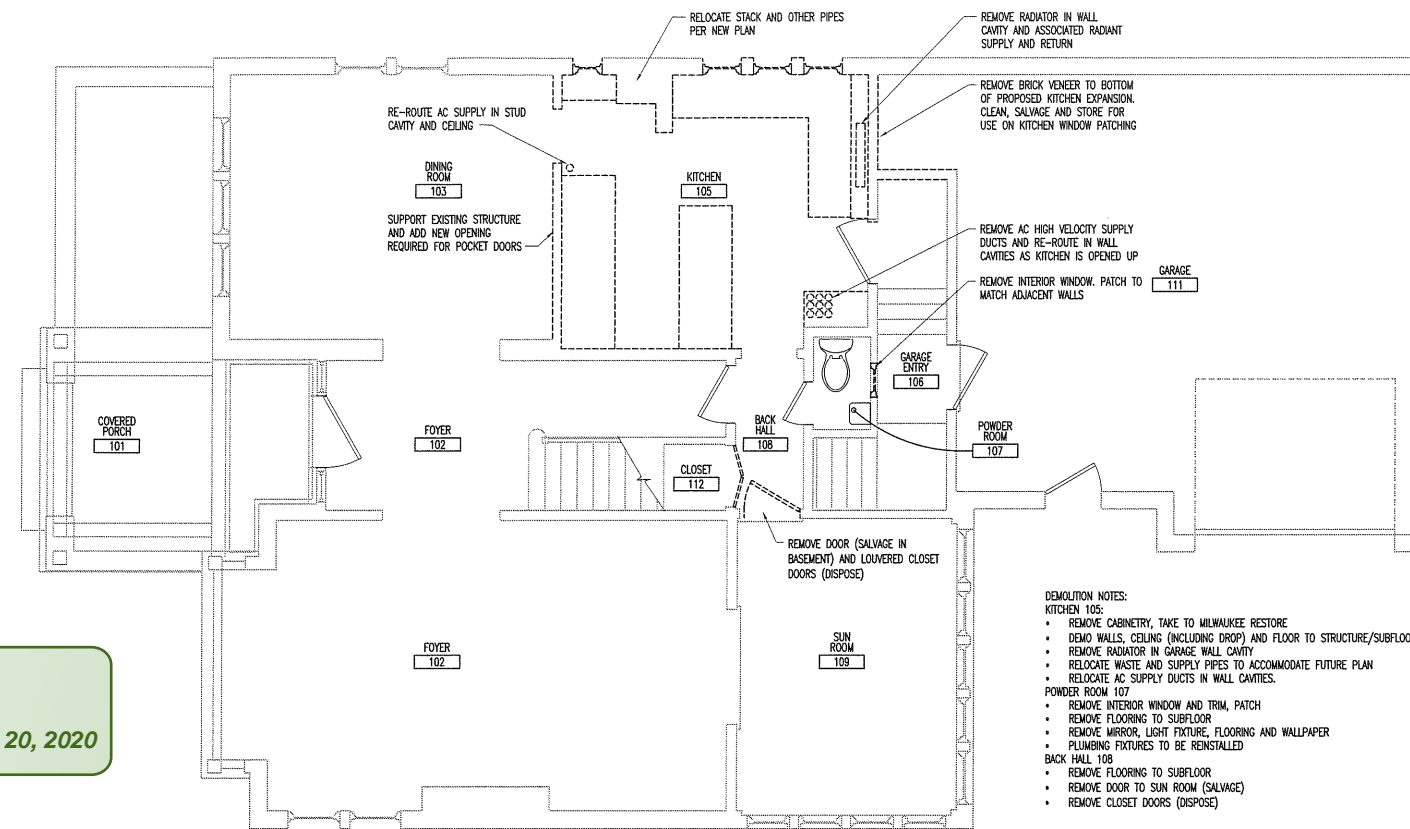 RELOCATE STACK AND OTHER PIPES
PER NEW PLAN
REMOVE RADIATOR IN WALL
CAVITY AND ASSOCIATED RADIANT
SUPPLY AND RETURN
REMOVE BRICK VENEER TO BOTTOM
OF PROPOSED KITCHEN EXPANSION.
CLEAN, SALVAGE AND STORE FOR
USE ON KITCHEN WINDOW PATCHING
RE-ROUTE AC SUPPLY IN STUD
CAVITY AND CEILING
DINING
ROOM
103
KITCHEN
105
SUPPORT EXISTING STRUCTURE
AND ADD NEW OPENING
REQUIRED FOR POCKET DOORS
REMOVE AC HIGH VELOCITY SUPPLY
DUCTS AND RE-ROUTE IN WALL
CAVITIES AS KITCHEN IS OPENED UP
REMOVE INTERIOR WINDOW. PATCH TO
MATCH ADJACENT WALLS
GARAGE
111
GARAGE
ENTRY
106
COVERED
PORCH
101
FOYER
102
BACK
HALL
108
POWDER
ROOM
107
CLOSET
112
REMOVE DOOR (SALVAGE IN
BASEMENT) AND LOUVERED CLOSET
DOORS (DISPOSE)
FOYER
102
SUN
ROOM
109
20, 2020
DEMOLITION NOTES:
KITCHEN 105:
• REMOVE CABINETRY, TAKE TO MILWAUKEE RESTORE
• DEMO WALLS, CEILING (INCLUDING DROP) AND FLOOR TO STRUCTURE/SUBFLOO
• REMOVE RADIATOR IN GARAGE WALL CAVITY
• RELOCATE WASTE AND SUPPLY PIPES TO ACCOMMODATE FUTURE PLAN
• RELOCATE AC SUPPLY DUCTS IN WALL CAVITIES.
POWDER ROOM 107
• REMOVE INTERIOR WINDOW AND TRIM, PATCH
• REMOVE FLOORING TO SUBFLOOR
• REMOVE MIRROR, LIGHT FIXTURE, FLOORING AND WALLPAPER
• PLUMBING FIXTURES TO BE REINSTALLED
BACK HALL 108
• REMOVE FLOORING TO SUBFLOOR
• REMOVE DOOR TO SUN ROOM (SALVAGE)
• REMOVE CLOSET DOORS (DISPOSE)